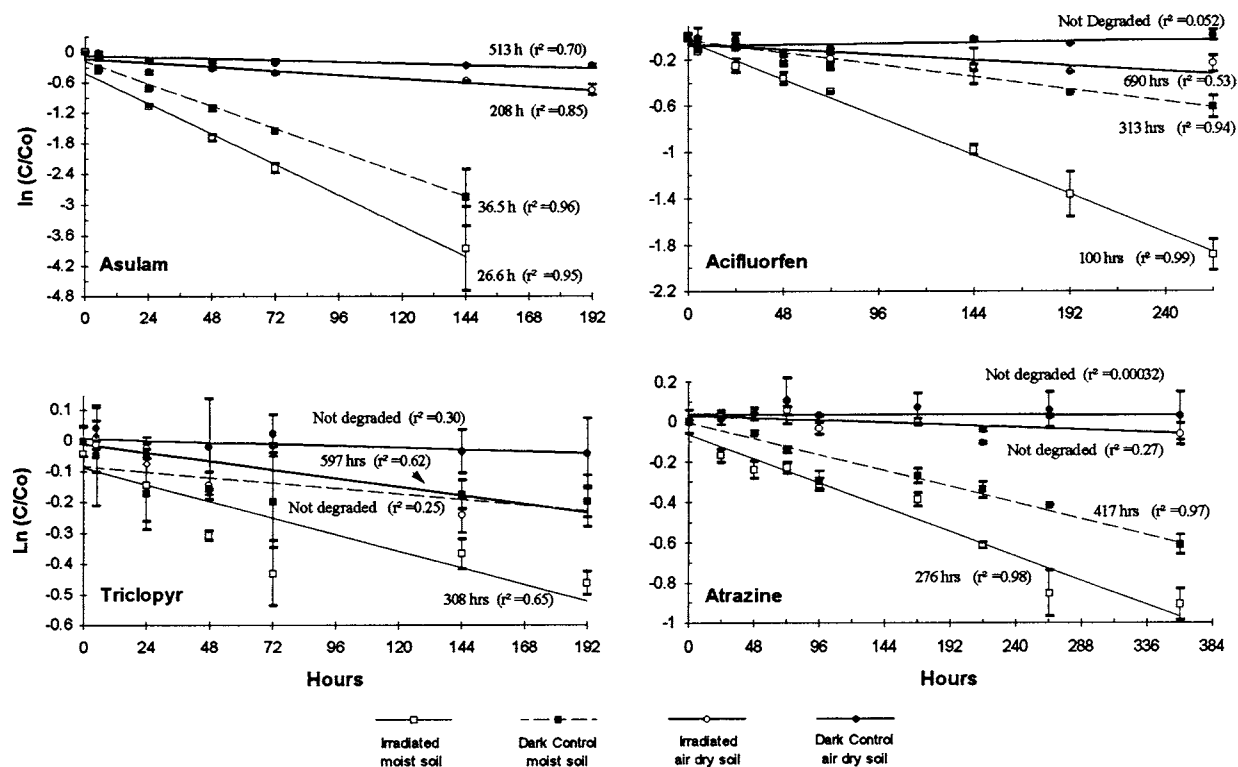 ln (C/Co)
0
-0.6
-1.2
-1.8
-2.4
-3
-3.6
-4.2
-4.8
513 h (r² =0.70)
208 h (r² =0.85)
36.5 h (r² =0.96)
26.6 h (r² =0.95)
Asulam
0 24 48 72 96 120 144 168 192
Not Degraded (r² =0.052)
0.2
-0.2
-0.6
-1
-1.4
-1.8
-2.2
690 hrs (r² =0.53)
313 hrs (r² =0.94)
100 hrs (r² =0.99)
Acifluorfen
0 48 96 144 192 240
Ln (C/Co)
0.1
0
-0.1
-0.2
-0.3
-0.4
-0.5
-0.6
Not degraded (r² =0.30)
597 hrs (r² =0.62)
Not degraded (r² =0.25)
308 hrs (r² =0.65)
Triclopyr
0 24 48 72 96 120 144 168 192
Hours
0.2
0
-0.2
-0.4
-0.6
-0.8
-1
Not degraded (r² =0.00032)
Not degraded (r² =0.27)
417 hrs (r² =0.97)
276 hrs (r² =0.98)
Atrazine
0 48 96 144 192 240 288 336 384
Hours
Irradiated
moist soil
Dark Control
moist soil
Irradiated
air dry soil
Dark Control
air dry soil